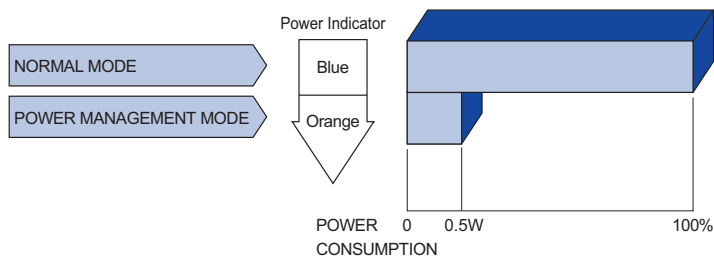 Power Indicator
NORMAL MODE
Blue
POWER MANAGEMENT MODE
Orange
POWER CONSUMPTION
0 0.5W 100%